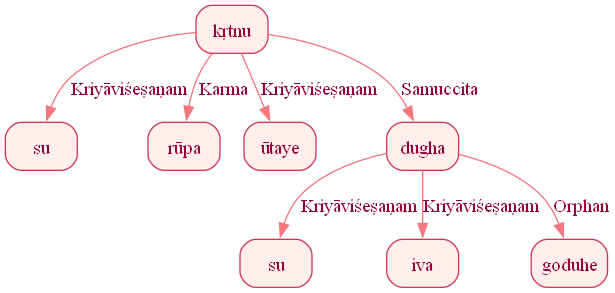 kṛtnu
Kriyāviśeṣaṇam Karma Kriyāviśeṣaṇam Samuccita
su rūpa ūtaye dugha
Kriyāviśeṣaṇam Kriyāviśeṣaṇam Orphan
su iva goduhe